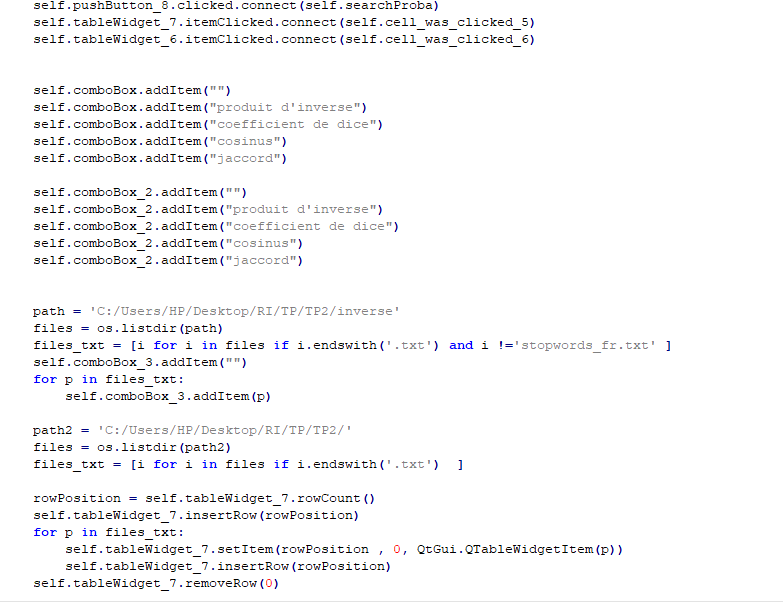 self.pushButton_8.clicked.connect(self.searchProba)
self.tableWidget_7.itemClicked.connect(self.cell_was_clicked_5)
self.tableWidget_6.itemClicked.connect(self.cell_was_clicked_6)
self.comboBox.addItem("")
self.comboBox.addItem("produit d'inverse")
self.comboBox.addItem("coefficient de dice")
self.comboBox.addItem("cosinus")
self.comboBox.addItem("jaccord")
self.comboBox_2.addItem("")
self.comboBox_2.addItem("produit d'inverse")
self.comboBox_2.addItem("coefficient de dice")
self.comboBox_2.addItem("cosinus")
self.comboBox_2.addItem("jaccord")
path = 'C:/Users/HP/Desktop/RI/TP/TP2/inverse'
files = os.listdir(path)
files_txt = [i for i in files if i.endswith('.txt') and i !='stopwords_fr.txt' ]
self.comboBox_3.addItem("")
for p in files_txt:
    self.comboBox_3.addItem(p)
path2 = 'C:/Users/HP/Desktop/RI/TP/TP2/'
files = os.listdir(path2)
files_txt = [i for i in files if i.endswith('.txt')  ]
rowPosition = self.tableWidget_7.rowCount()
self.tableWidget_7.insertRow(rowPosition)
for p in files_txt:
    self.tableWidget_7.setItem(rowPosition , 0, QtGui.QTableWidgetItem(p))
    self.tableWidget_7.insertRow(rowPosition)
self.tableWidget_7.removeRow(0)